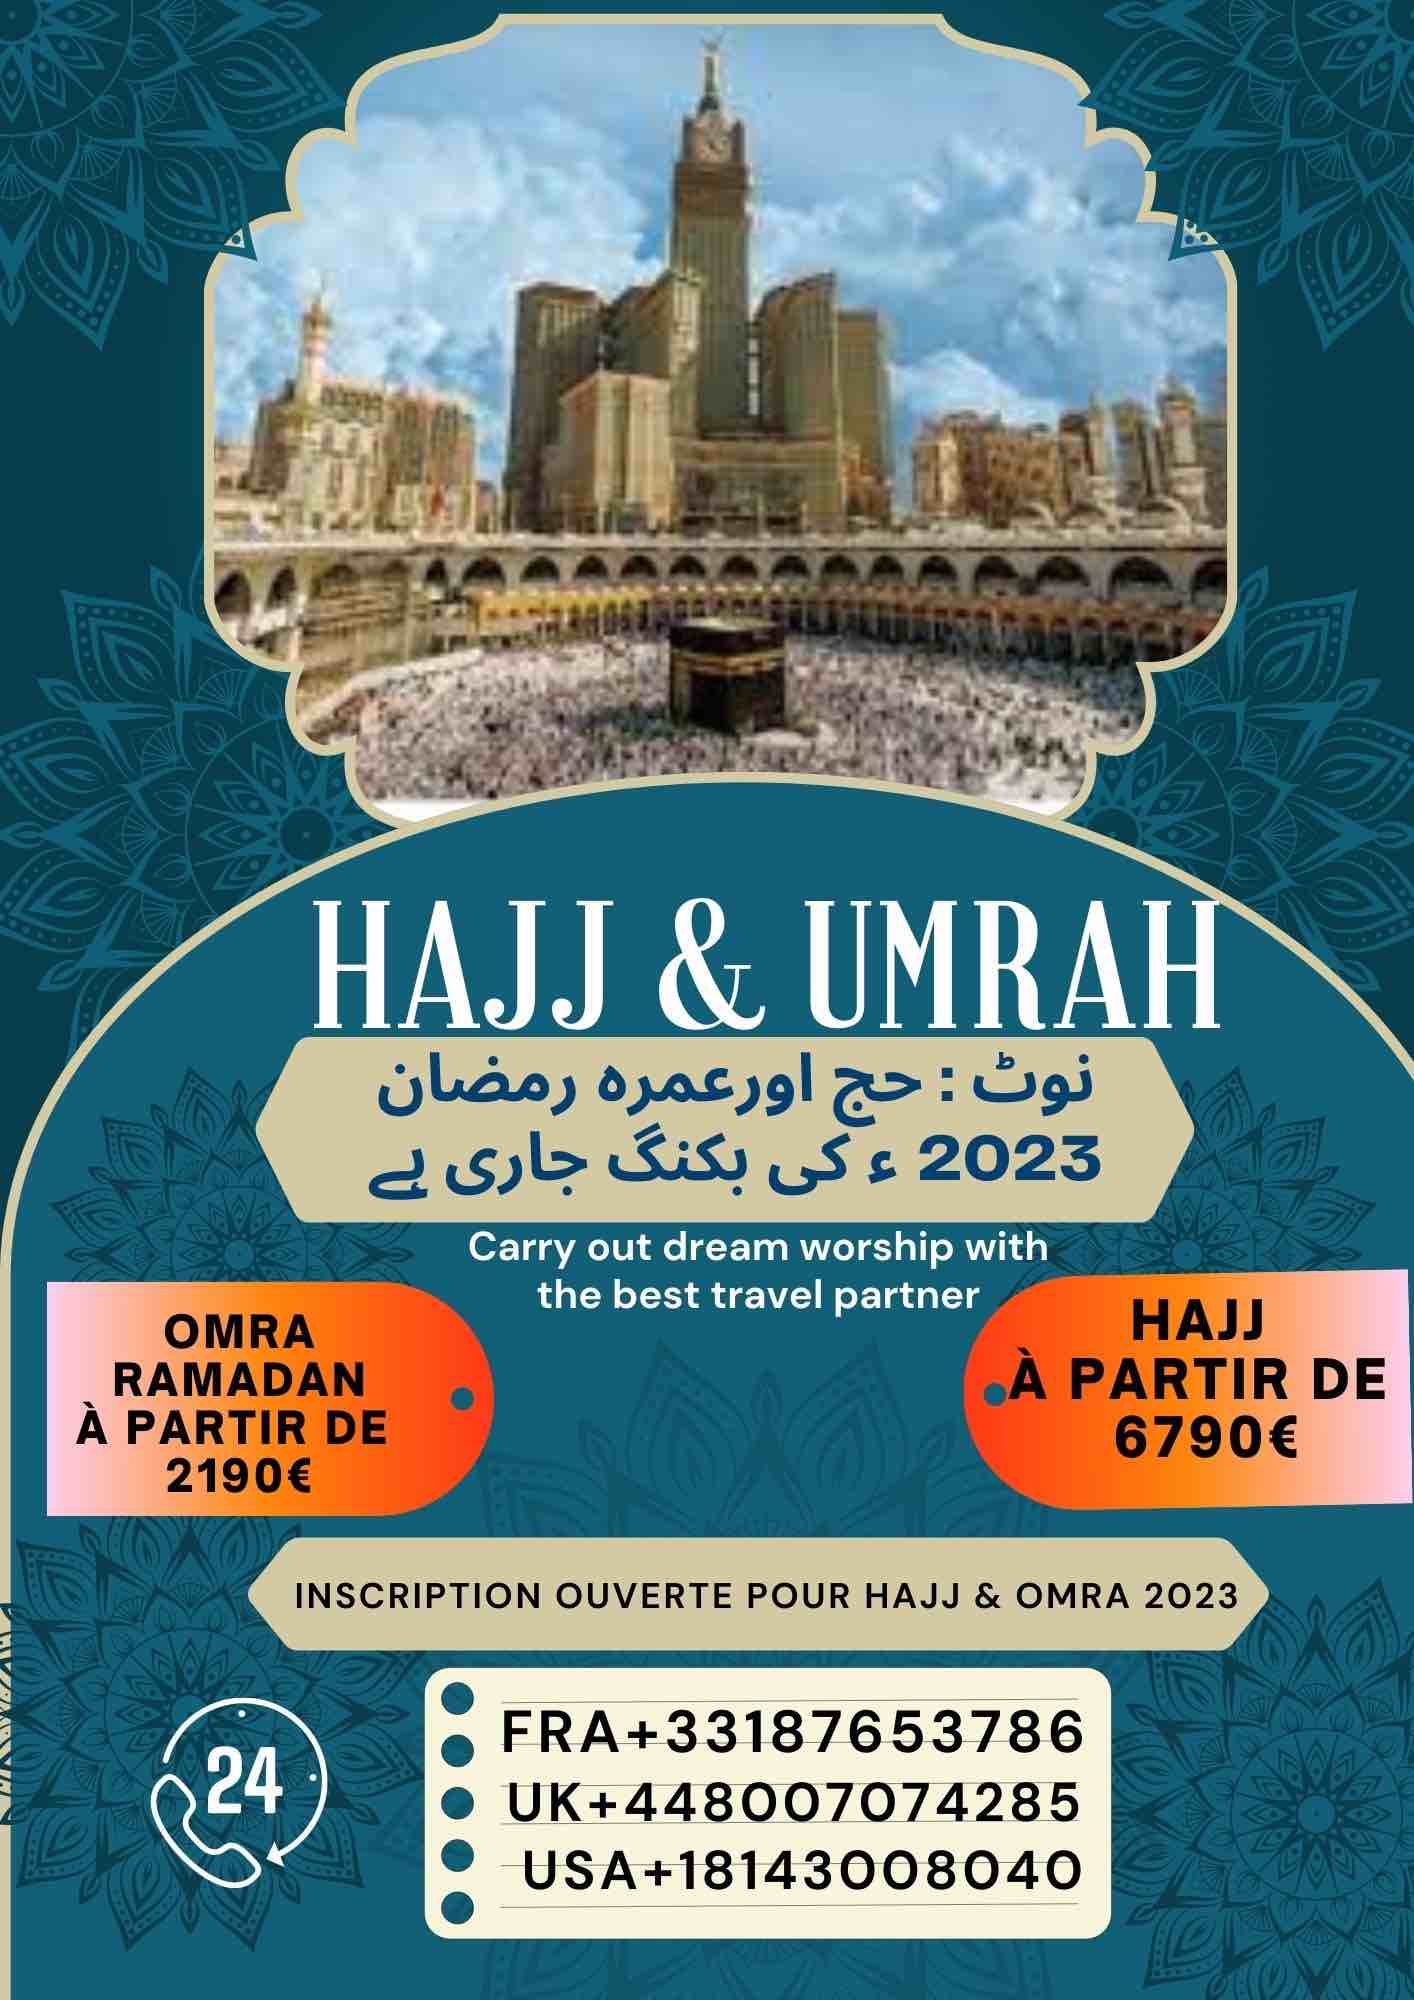 HAJJ & UMRAH
نوٹ : حج اورعمرہ رمضان
2023 ء کی بکنگ جاری ہے
Carry out dream worship with
the best travel partner
OMRA
RAMADAN
À PARTIR DE
2190€
HAJJ
À PARTIR DE
6790€
INSCRIPTION OUVERTE POUR HAJJ & OMRA 2023
24
FRA+33187653786
UK+448007074285
USA+18143008040